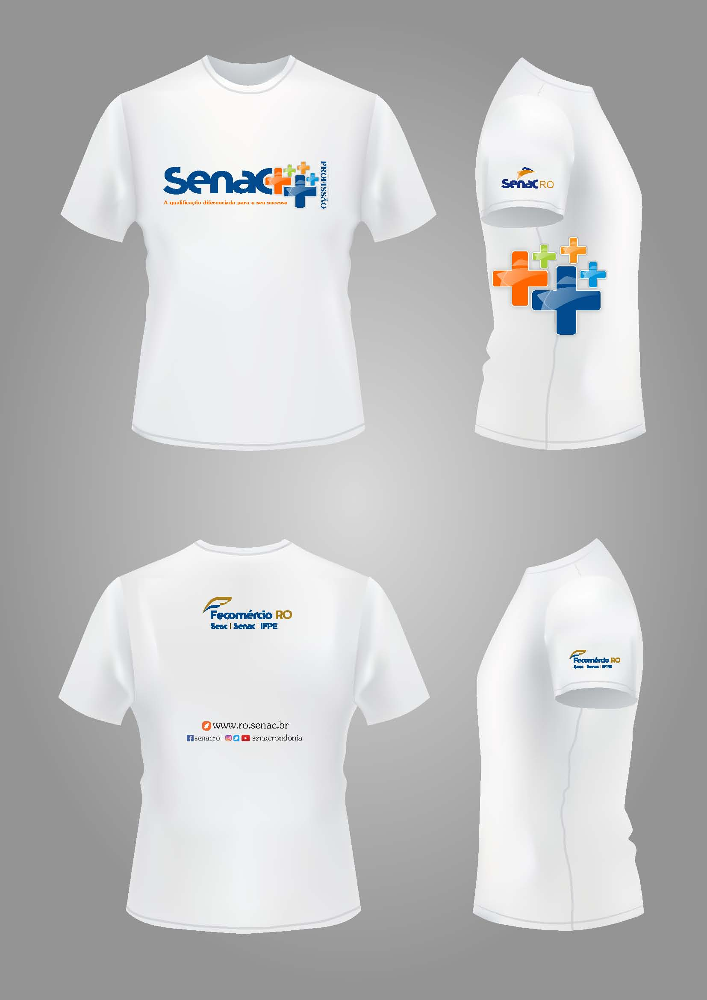 Senac
PROFISSÃO
A qualificação diferenciada para o seu sucesso
Senac RO
Fecomércio RO
Sesc | Senac | IFPE
www.ro.senac.br
senacro | senacrondonia
Fecomércio RO
Sesc | Senac | IFPE